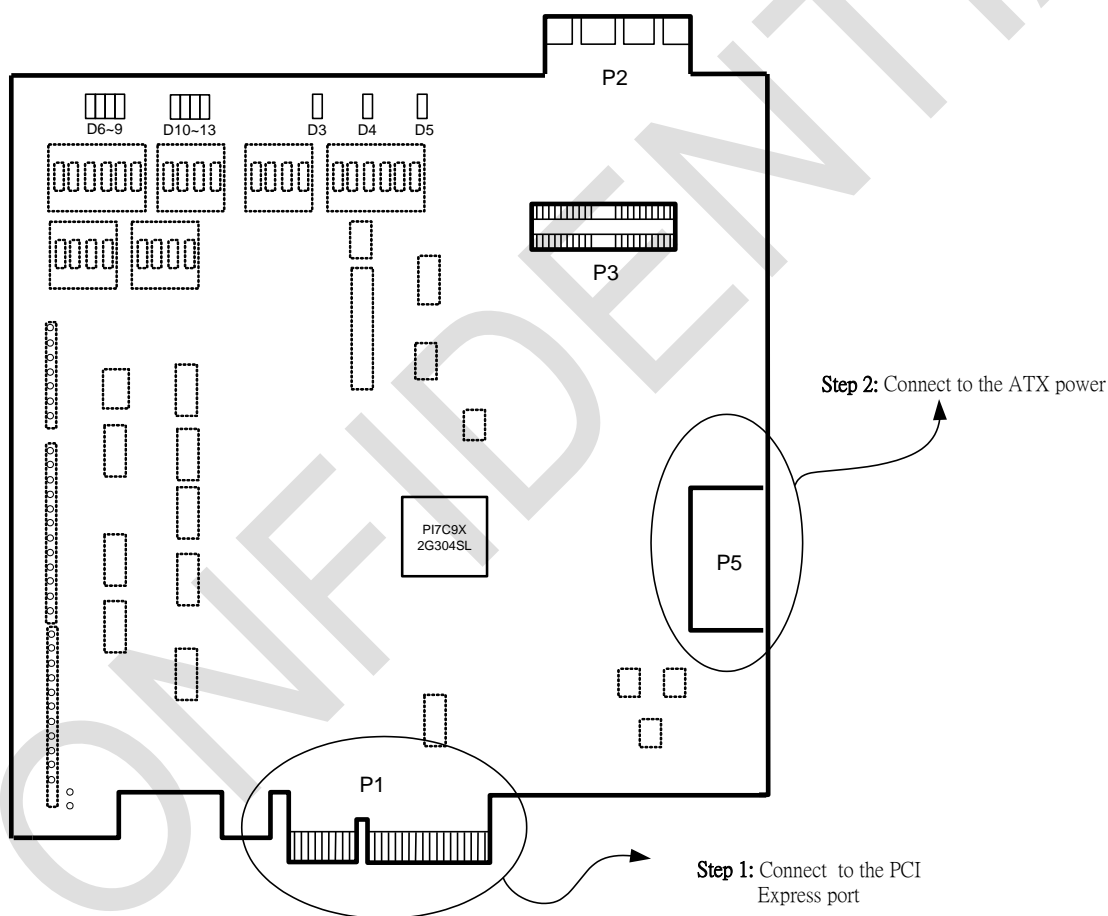 P2
D6~9 D10~13 D3 D4 D5
P3
Step 2: Connect to the ATX power
PI7C9X
2G304SL
P5
P1
Step 1: Connect to the PCI
Express port
ONFIDENTI